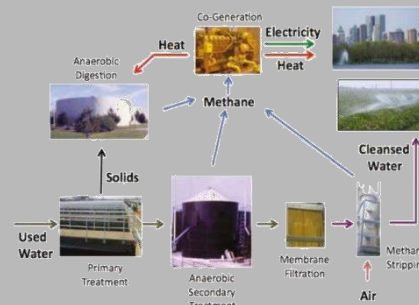 Co-Generation
Electricity
Heat
Heat
Anaerobic
Digestion
Methane
Solids
Cleansed
Water
Used
Water
Primary
Treatment
Anaerobic
Secondary
Treatment
Membrane
Filtration
Methan
Strippin
Air